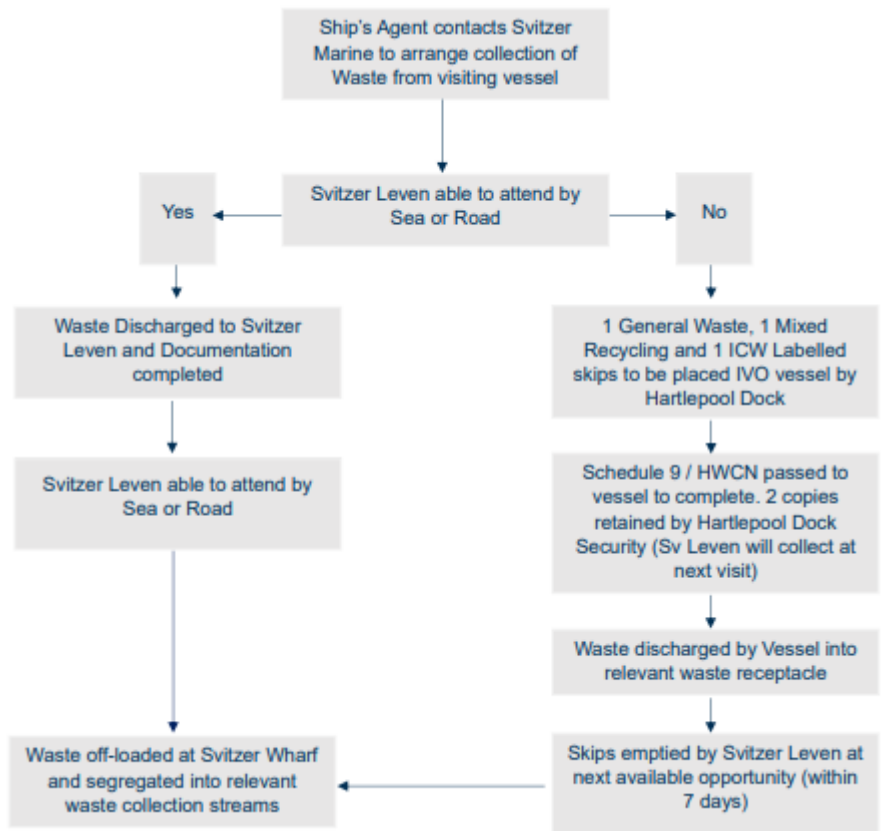 Ship's Agent contacts Svitzer
Marine to arrange collection of
Waste from visiting vessel
Svitzer Leven able to attend by
Sea or Road
Yes
No
Waste Discharged to Svitzer
Leven and Documentation
completed
Svitzer Leven able to attend by
Sea or Road
1 General Waste, 1 Mixed
Recycling and 1 ICW Labelled
skips to be placed IVO vessel by
Hartlepool Dock
Schedule 9 / HWCN passed to
vessel to complete. 2 copies
retained by Hartlepool Dock
Security (Sv Leven will collect at
next visit)
Waste discharged by Vessel into
relevant waste receptacle
Skips emptied by Svitzer Leven at
next available opportunity (within
7 days)
Waste off-loaded at Svitzer Wharf
and segregated into relevant
waste collection streams